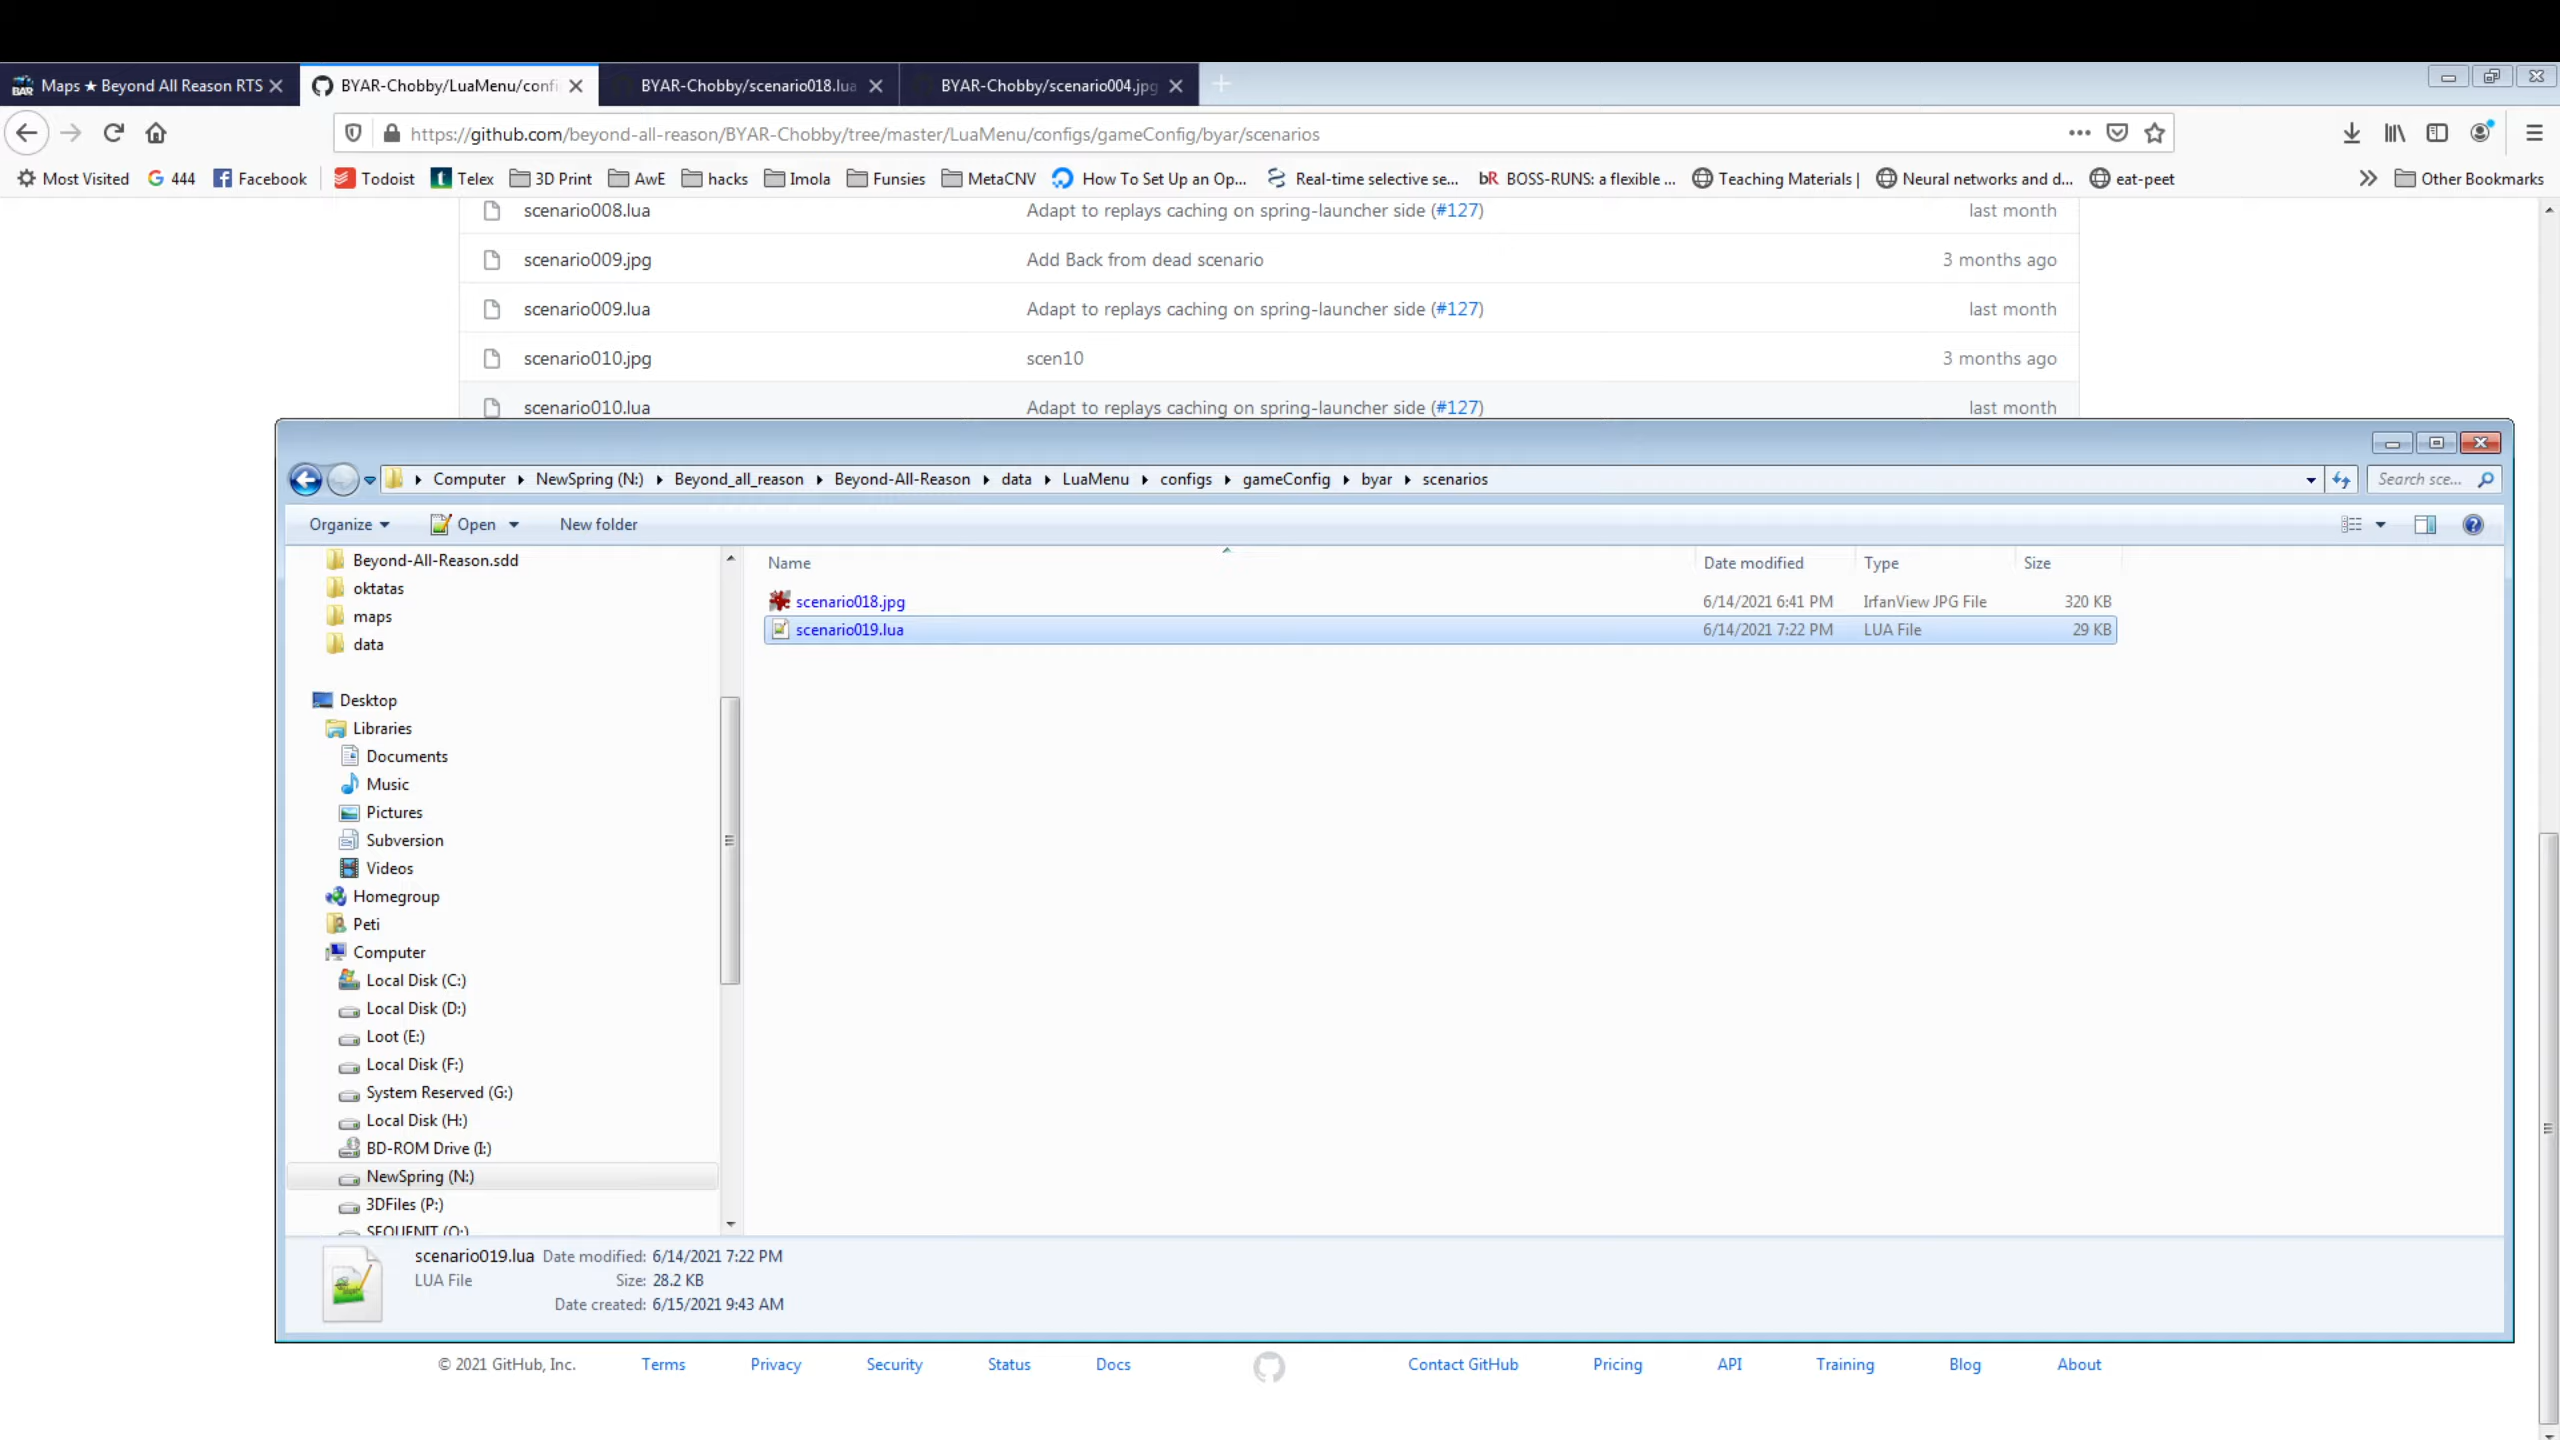 BAR Maps ★ Beyond All Reason RTS
BYAR-Chobby/LuaMenu/confi
BYAR-Chobby/scenario018.lua
BYAR-Chobby/scenario004.jpg
https://github.com/beyond-all-reason/BYAR-Chobby/tree/master/LuaMenu/configs/gameConfig/byar/scenarios
Most Visited G 444 Facebook Todoist t Telex 3D Print AwE hacks Imola Funsies MetaCNV How To Set Up an Op... Real-time selective se... bR BOSS-RUNS: a flexible ... Teaching Materials | Neural networks and d... eat-peet Other Bookmarks
scenario008.lua Adapt to replays caching on spring-launcher side (#127) last month
scenario009.jpg Add Back from dead scenario 3 months ago
scenario009.lua Adapt to replays caching on spring-launcher side (#127) last month
scenario010.jpg scen10 3 months ago
scenario010.lua Adapt to replays caching on spring-launcher side (#127) last month
Computer NewSpring (N:) Beyond_all_reason Beyond-All-Reason data LuaMenu configs gameConfig byar scenarios Search sce...
Organize Open New folder
Name Date modified Type Size
scenario018.jpg 6/14/2021 6:41 PM IrfanView JPG File 320 KB
scenario019.lua 6/14/2021 7:22 PM LUA File 29 KB
Beyond-All-Reason.sdd
oktatas
maps
data
Desktop
Libraries
Documents
Music
Pictures
Subversion
Videos
Homegroup
Peti
Computer
Local Disk (C:)
Local Disk (D:)
Loot (E:)
Local Disk (F:)
System Reserved (G:)
Local Disk (H:)
BD-ROM Drive (I:)
NewSpring (N:)
3DFiles (P:)
scenario019.lua Date modified: 6/14/2021 7:22 PM
LUA File Size: 28.2 KB
Date created: 6/15/2021 9:43 AM
© 2021 GitHub, Inc. Terms Privacy Security Status Docs Contact GitHub Pricing API Training Blog About